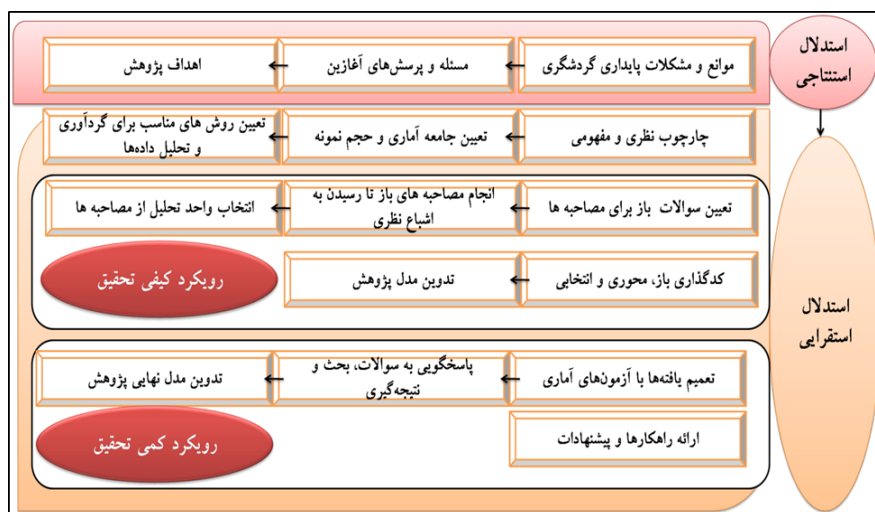 استدلال
استنتاجی
موانع و مشکلات پایداری گردشگری
مسئله و پرسش‌های آغازین
اهداف پژوهش
چارچوب نظری و مفهومی
تعیین جامعه آماری و حجم نمونه
تعیین روش های مناسب برای گردآوری
و تحلیل داده‌ها
تعیین سوالات باز برای مصاحبه ها
انجام مصاحبه های باز تا رسیدن به
اشباع نظری
انتخاب واحد تحلیل از مصاحبه ها
کدگذاری باز، محوری و انتخابی
تدوین مدل پژوهش
رویکرد کیفی تحقیق
استدلال
استقرایی
تعمیم یافته‌ها با آزمون‌های آماری
پاسخگویی به سوالات، بحث و
نتیجه‌گیری
تدوین مدل نهایی پژوهش
ارائه راهکارها و پیشنهادات
رویکرد کمی تحقیق